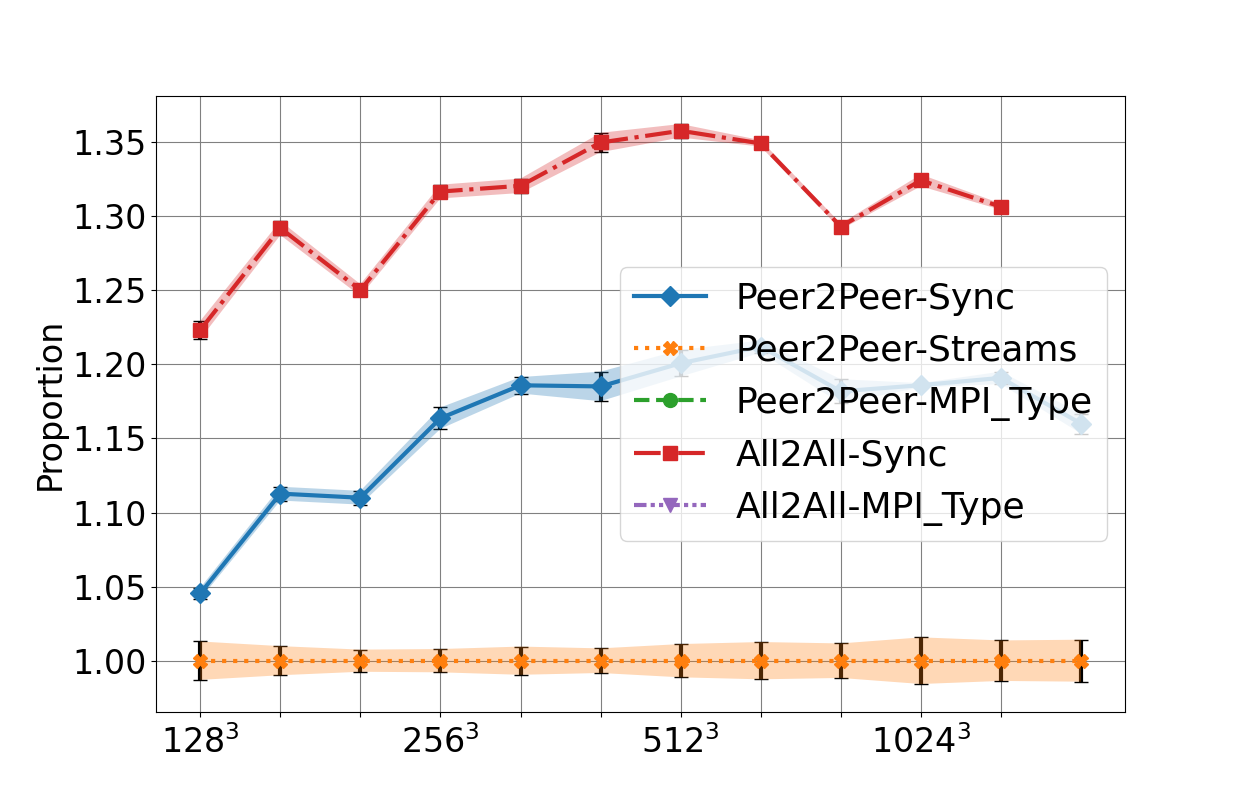 1.35
1.30
1.25
1.20
1.15
1.10
1.05
1.00
Proportion
Peer2Peer-Sync
Peer2Peer-Streams
Peer2Peer-MPI_Type
All2All-Sync
All2All-MPI_Type
128³ 256³ 512³ 1024³